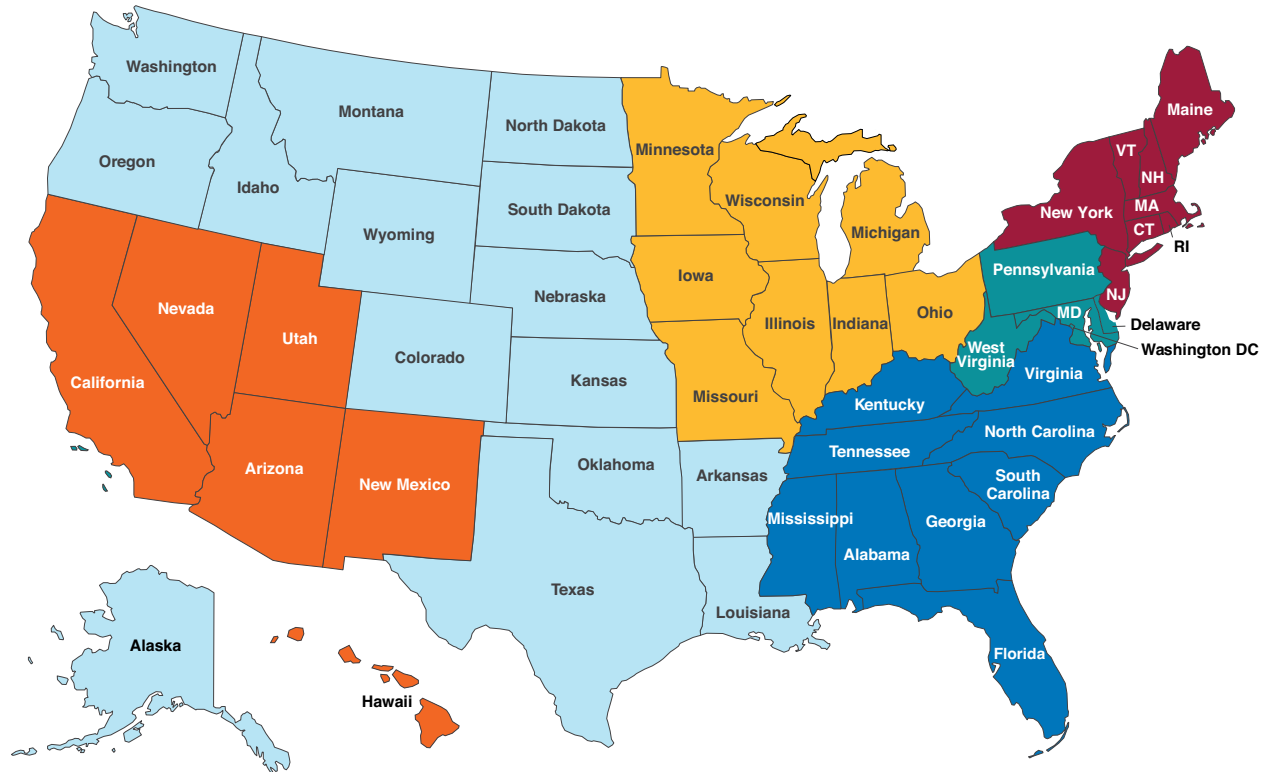 Washington
Montana
North Dakota
Minnesota
Maine
VT
Oregon
Idaho
NH
South Dakota
Wisconsin
New York
MA
Wyoming
Michigan
CT
RI
Iowa
Pennsylvania
Nebraska
NJ
Nevada
Utah
Illinois
Indiana
Ohio
MD
Delaware
Washington DC
Colorado
West
Virginia
Virginia
California
Kansas
Missouri
Kentucky
North Carolina
Tennessee
Arizona
New Mexico
Oklahoma
Arkansas
South
Carolina
Mississippi
Georgia
Alabama
Texas
Louisiana
Alaska
Florida
Hawaii